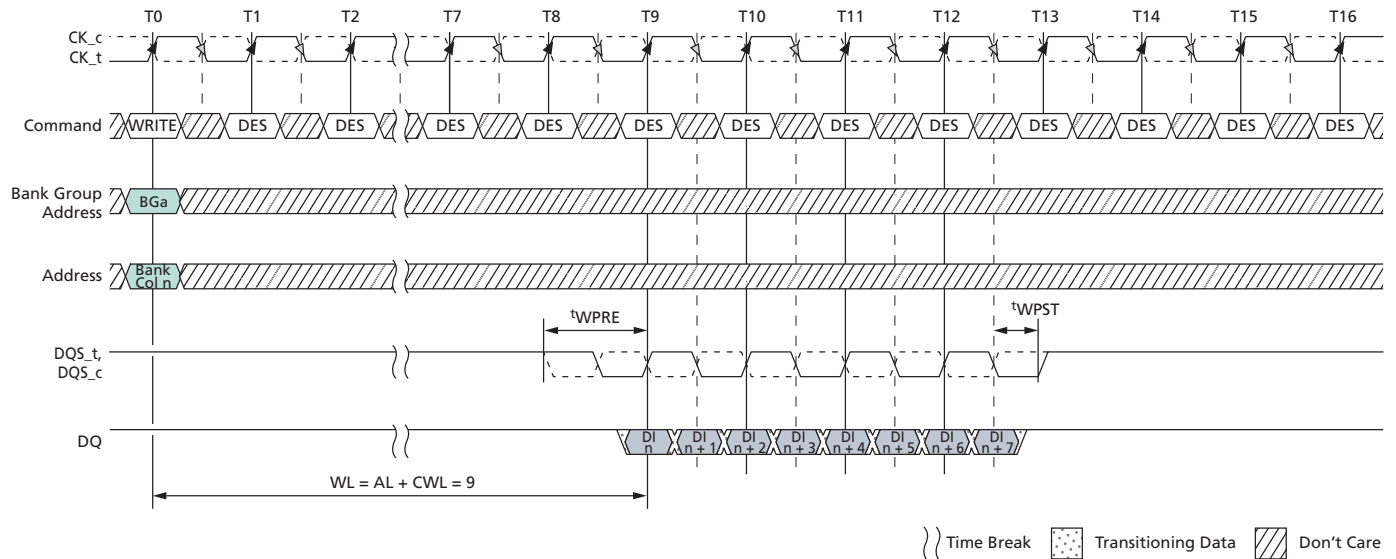 T0 T1 T2 T7 T8 T9 T10 T11 T12 T13 T14 T15 T16
CK_c
CK_t
Command WRITE DES DES DES DES DES DES DES DES DES DES DES DES
Bank Group
Address
BGa
Address
Bank
Col n
tWPRE tWPST
DQS_t,
DQS_c
DQ
DI
n
DI
n + 1
DI
n + 2
DI
n + 3
DI
n + 4
DI
n + 5
DI
n + 6
DI
n + 7
WL = AL + CWL = 9
Time Break Transitioning Data Don't Care